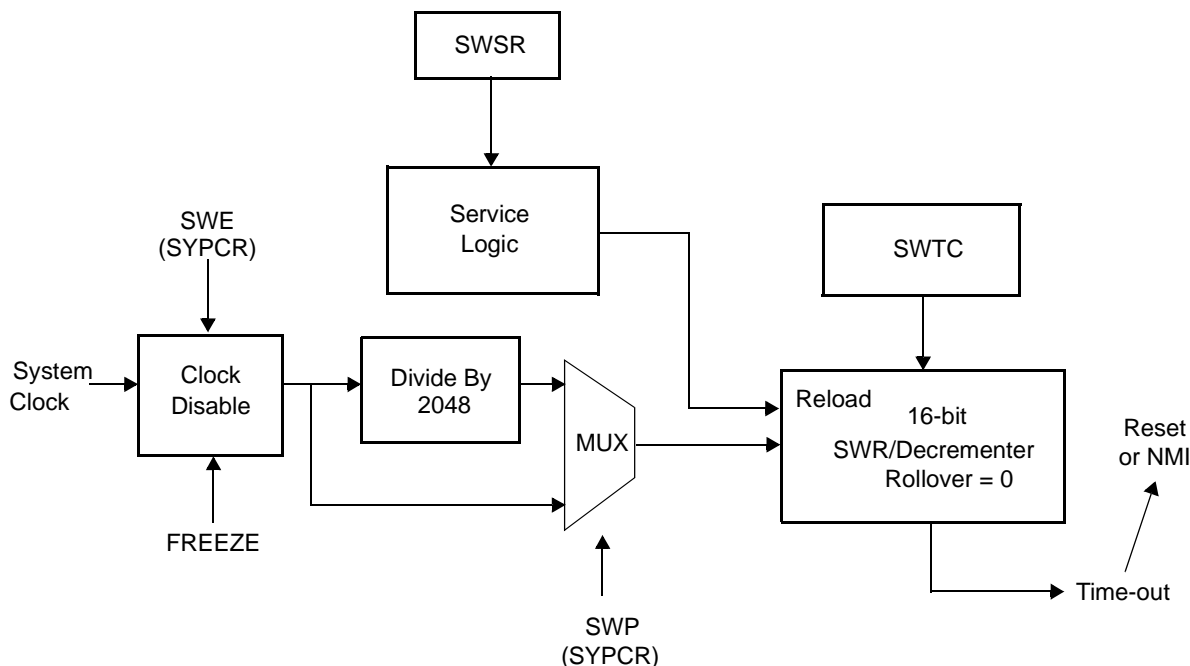 SWSR
Service
Logic
SWE
(SYPCR)
SWTC
System
Clock
Clock
Disable
Divide By
2048
MUX
Reload
16-bit
SWR/Decrementer
Rollover = 0
Reset
or NMI
FREEZE
Time-out
SWP
(SYPCR)